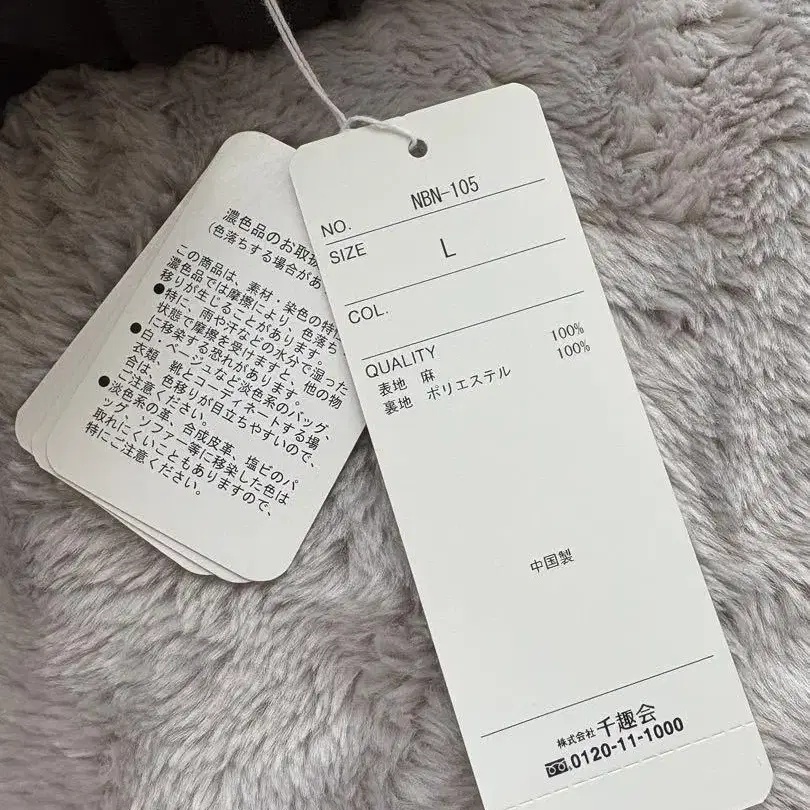 濃色品のお取扱
(色落ちする場合があ
この商品は、素材・染色の特
濃色品では摩擦により、色落ち
移りが生じることがあります。
●特に、雨や汗などの水分で湿った
状態で摩擦を受けますと、他の物
に移染する恐れがあります。
●白・ベージュなど淡色系のバッグ、
衣類、靴とコーディネートする場
合は、色移りが目立ちやすいので、
ご注意ください。
●淡色系の革、合成皮革、塩ビのバ
ッグ、ソファー等に移染した色は
取れにくいこともありますので、
特にご注意ください。
NO. NBN-105
SIZE L
COL.
QUALITY
表地 麻 100%
裏地 ポリエステル 100%
中国製
株式会社 千趣会
0120-11-1000